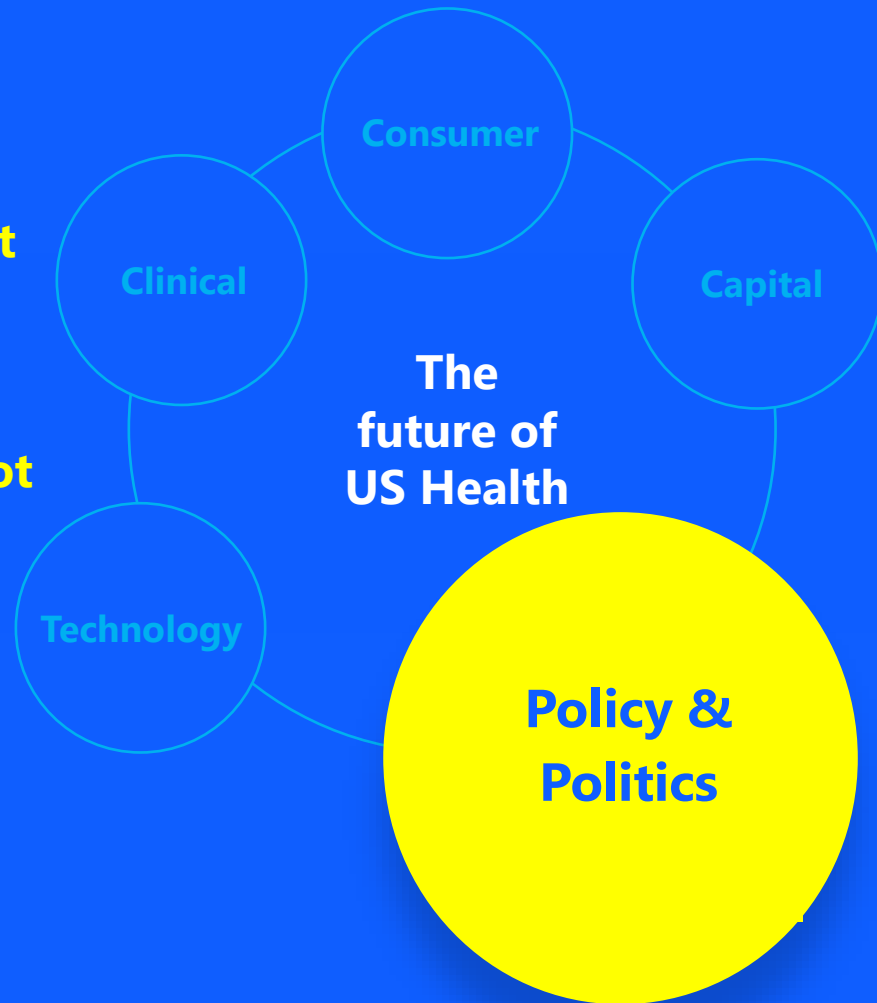 Consumer
Clinical
Capital
The
future of
US Health
Technology
Policy &
Politics